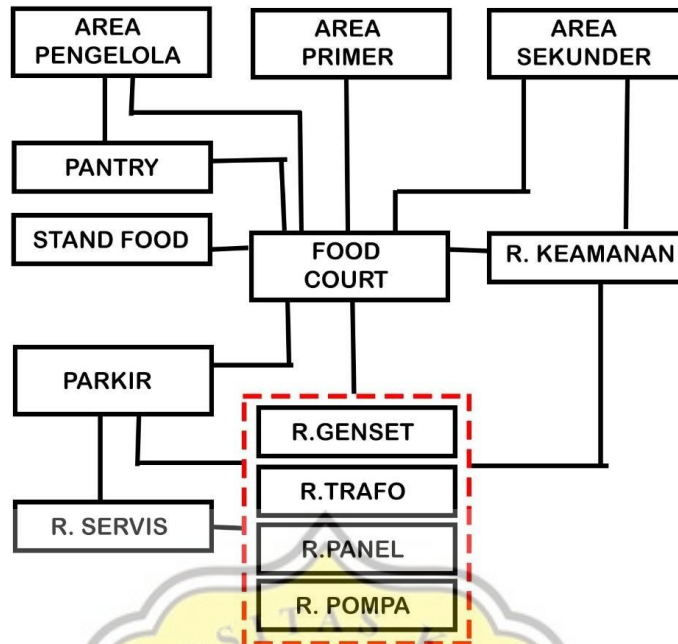 AREA
PENGELOLA
AREA
PRIMER
AREA
SEKUNDER
PANTRY
STAND FOOD
FOOD
COURT
R. KEAMANAN
PARKIR
R.GENSET
R.TRAFO
R. SERVIS
R.PANEL
R. POMPA